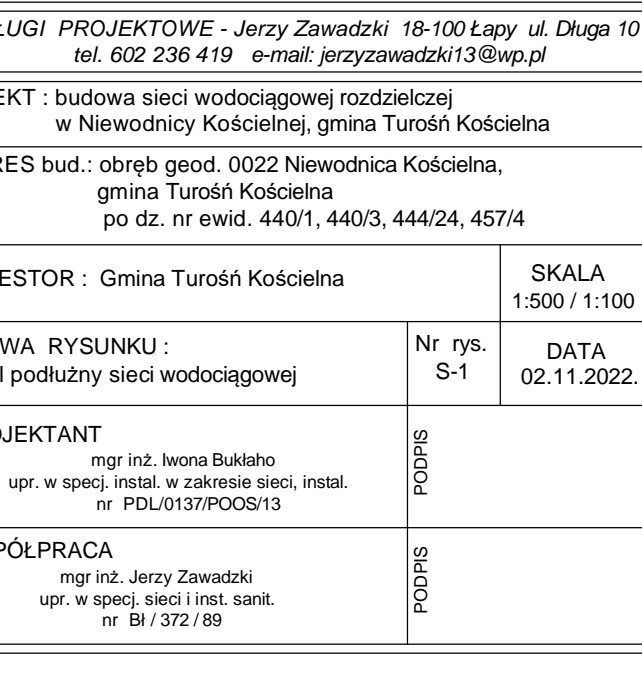 ŁUGI PROJEKTOWE - Jerzy Zawadzki 18-100 Łapy ul. Długa 10
tel. 602 236 419 e-mail: jerzyzawadzki13@wp.pl
EKT : budowa sieci wodociągowej rozdzielczej
w Niewodnicy Kościelnej, gmina Turośń Kościelna
RES bud.: obręb geod. 0022 Niewodnica Kościelna,
gmina Turośń Kościelna
po dz. nr ewid. 440/1, 440/3, 444/24, 457/4
ESTOR : Gmina Turośń Kościelna
SKALA
1:500 / 1:100
WA RYSUNKU :
l podłużny sieci wodociągowej
Nr rys.
S-1
DATA
02.11.2022.
OJEKTANT
mgr inż. Iwona Bukłaho
upr. w specj. instal. w zakresie sieci, instal.
nr PDL/0137/POOS/13
PODPIS
PÓŁPRACA
mgr inż. Jerzy Zawadzki
upr. w specj. sieci i inst. sanit.
nr Bł / 372 / 89
PODPIS